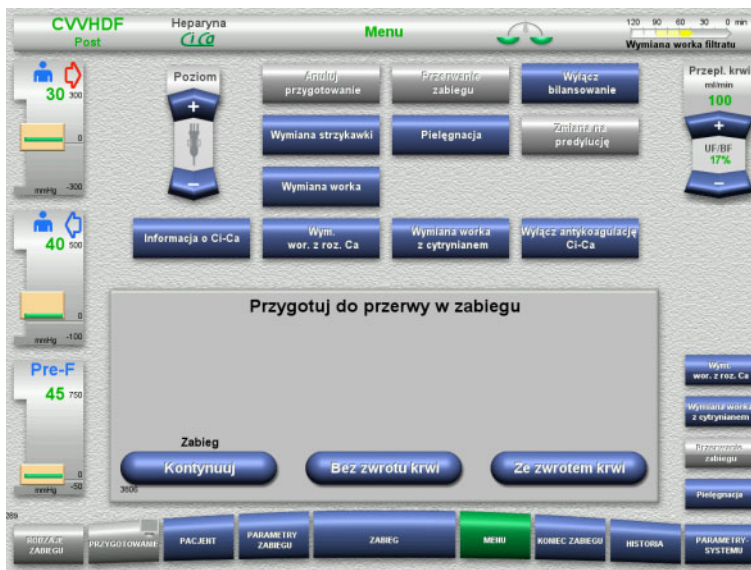 CVVHDF
Post
Heparyna
CiCa
Menu
120 90 60 30 0 min
Wymiana worka filtratu
30
300
0
mmHg -300
40
500
0
mmHg -100
Pre-F
45
750
0
mmHg -50
Poziom
+
−
Anuluj
przygotowanie
Przerwanie
zabiegu
Wyłącz
bilansowanie
Wymiana strzykawki
Pielęgnacja
Zmiana na
predylucję
Wymiana worka
Informacja o Ci-Ca
Wym.
wor. z roz. Ca
Wymiana worka
z cytrynianem
Wyłącz antykoagulację
Ci-Ca
Przepł. krwi
ml/min
100
+
UF/BF
17%
−
Przygotuj do przerwy w zabiegu
Zabieg
Kontynuuj
Bez zwrotu krwi
Ze zwrotem krwi
3806
Wym.
wor. z roz. Ca
Wymiana worka
z cytrynianem
Przerwanie
zabiegu
Pielęgnacja
289
RODZAJE
ZABIEGU
PRZYGOTOWANIE
PACJENT
PARAMETRY
ZABIEGU
ZABIEG
MENU
KONIEC ZABIEGU
HISTORIA
PARAMETRY-
SYSTEMU